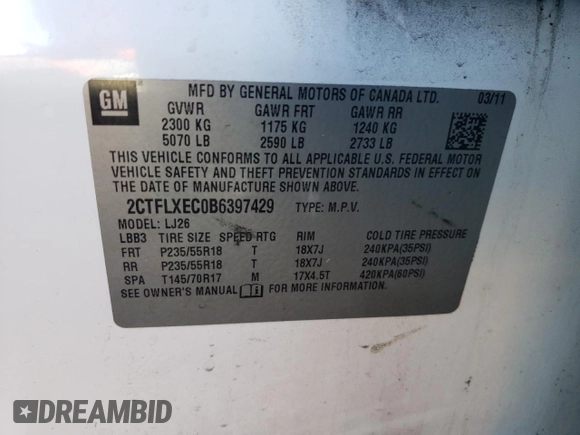 GM
MFD BY GENERAL MOTORS OF CANADA LTD. 03/11
GVWR GAWR FRT GAWR RR
2300 KG 1175 KG 1240 KG
5070 LB 2590 LB 2733 LB
THIS VEHICLE CONFORMS TO ALL APPLICABLE U.S. FEDERAL MOTOR
VEHICLE SAFETY AND THEFT PREVENTION STANDARDS IN EFFECT
ON THE DATE OF MANUFACTURE SHOWN ABOVE.
2CTFLXEC0B6397429 TYPE: M.P.V.
MODEL: LJ26
LBB3 TIRE SIZE SPEED RTG RIM COLD TIRE PRESSURE
FRT P235/55R18 T 18X7J 240KPA(35PSI)
RR P235/55R18 T 18X7J 240KPA(35PSI)
SPA T145/70R17 M 17X4.5T 420KPA(60PSI)
SEE OWNER'S MANUAL FOR MORE INFORMATION.
DREAMBID